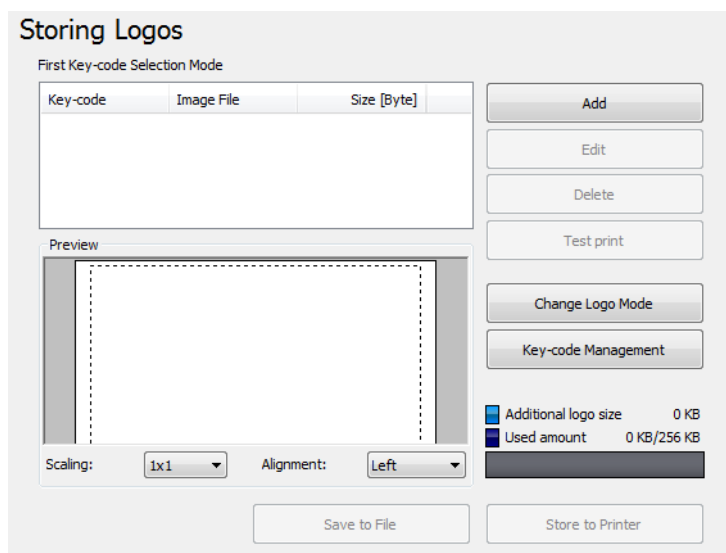 Storing Logos
First Key-code Selection Mode
Key-code Image File Size [Byte]
Add
Edit
Delete
Test print
Preview
Change Logo Mode
Key-code Management
Additional logo size 0 KB
Used amount 0 KB/256 KB
Scaling: 1x1 Alignment: Left
Save to File
Store to Printer